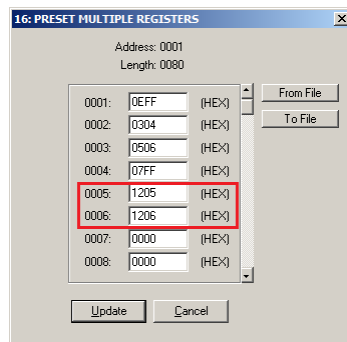 16: PRESET MULTIPLE REGISTERS X
Address: 0001
Length: 0080
From File
To File
0001: 0EFF (HEX)
0002: 0304 (HEX)
0003: 0506 (HEX)
0004: 07FF (HEX)
0005: 1205 (HEX)
0006: 1206 (HEX)
0007: 0000 (HEX)
0008: 0000 (HEX)
Update Cancel